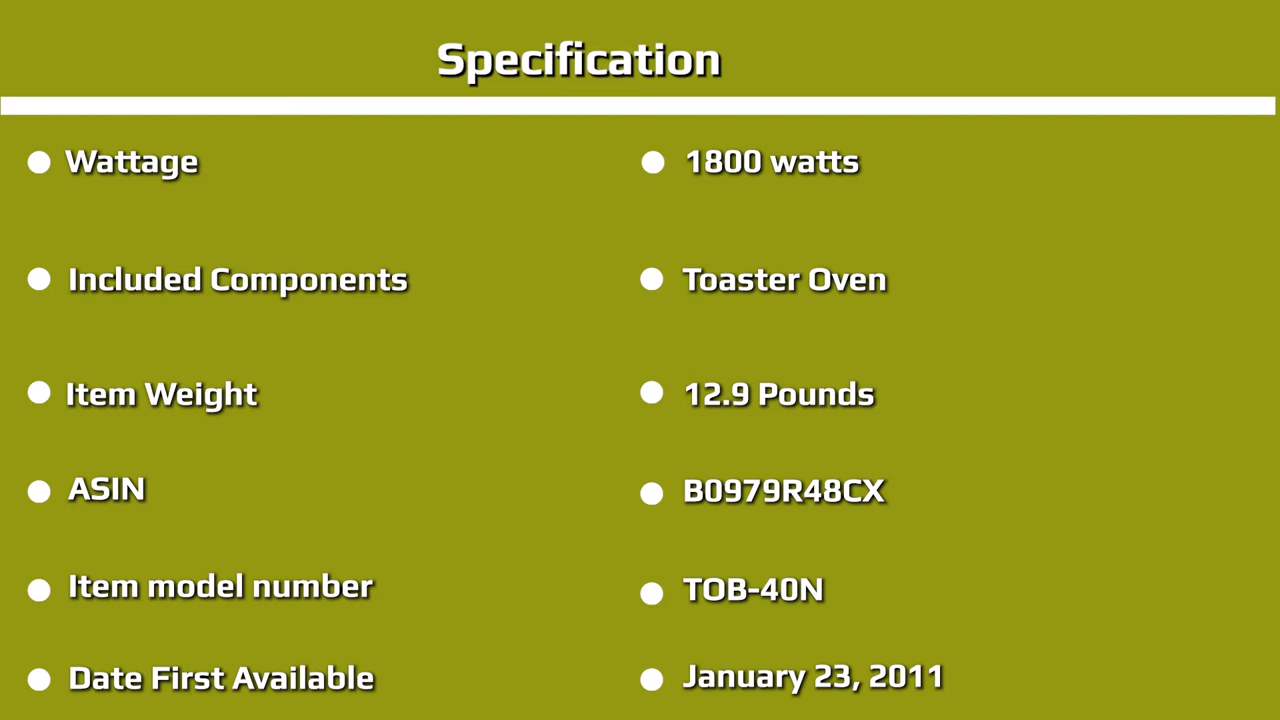 Specification
Wattage
1800 watts
Included Components
Toaster Oven
Item Weight
12.9 Pounds
ASIN
B0979R48CX
Item model number
TOB-40N
Date First Available
January 23, 2011